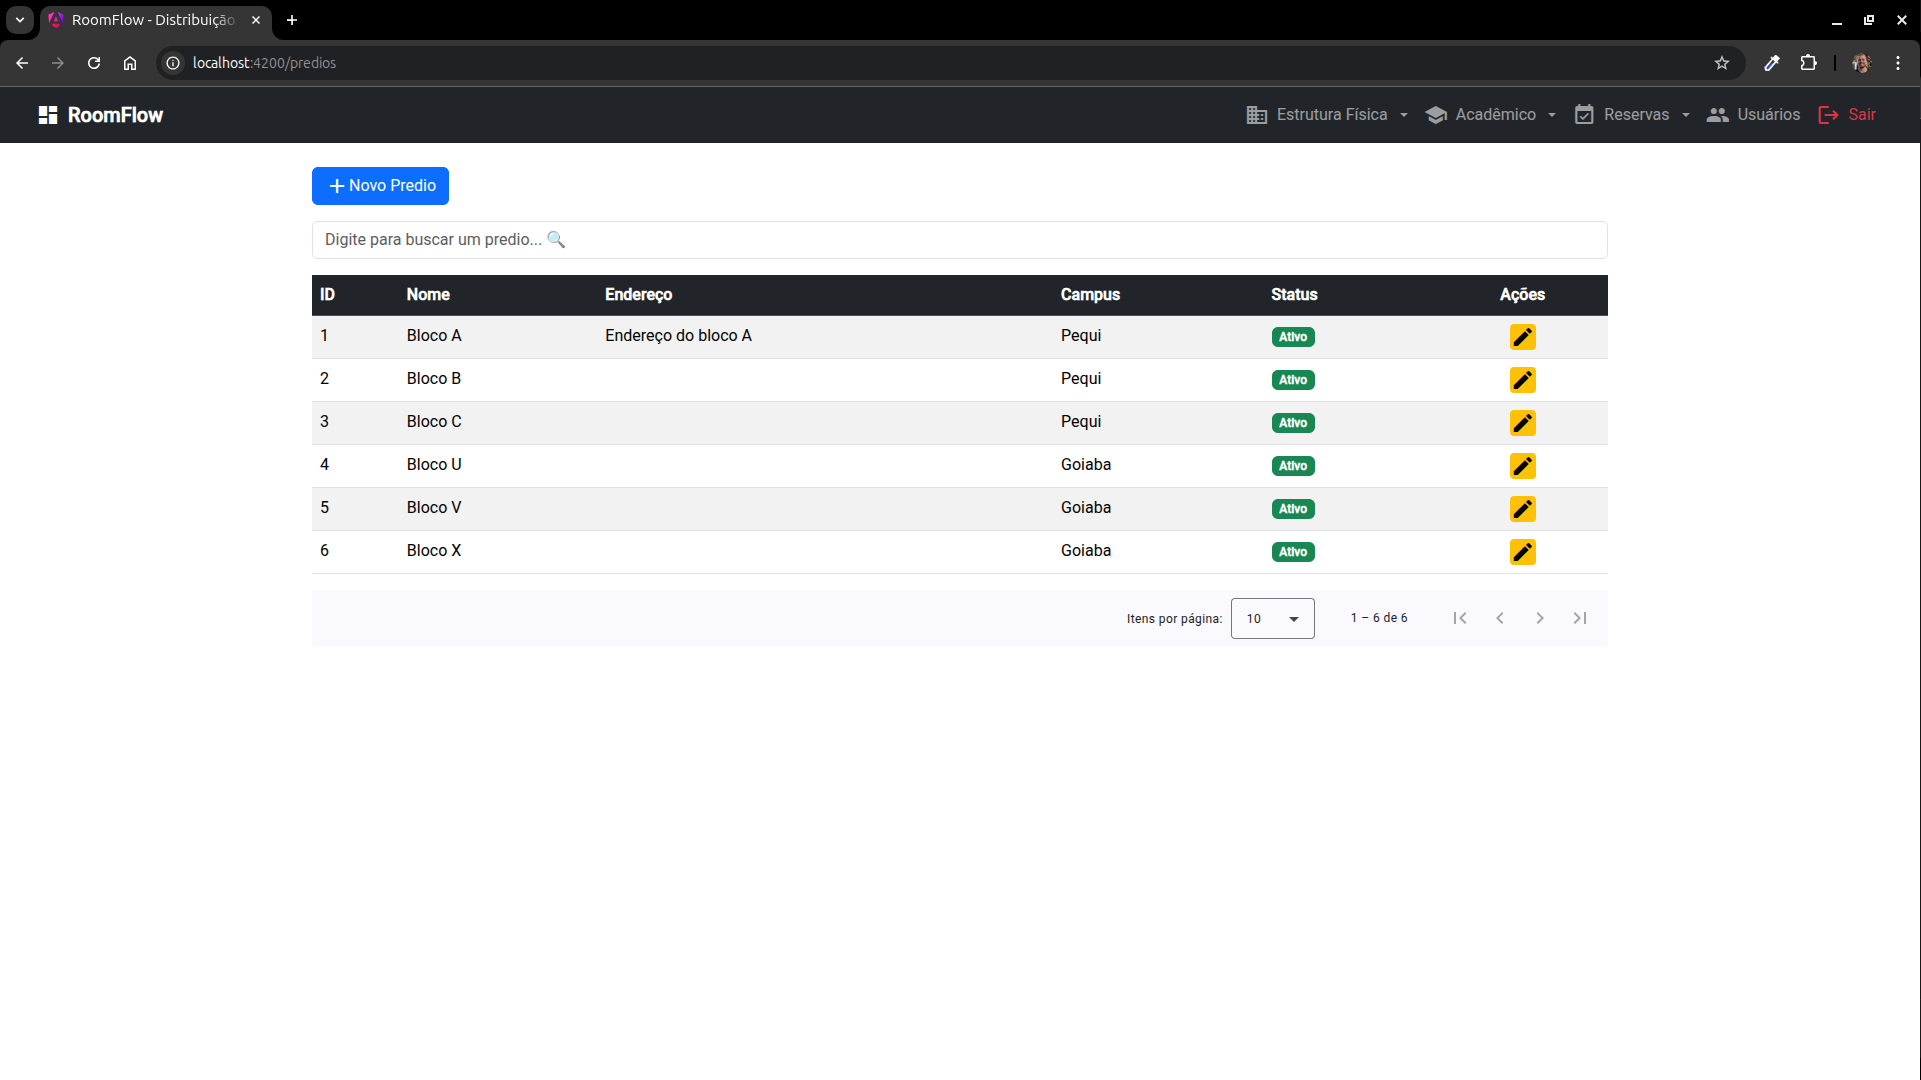 RoomFlow - Distribuição
localhost:4200/predios
RoomFlow
Estrutura Física
Acadêmico
Reservas
Usuários
Sair
Novo Predio
Digite para buscar um predio... 🔍
ID Nome Endereço Campus Status Ações
1 Bloco A Endereço do bloco A Pequi Ativo
2 Bloco B Pequi Ativo
3 Bloco C Pequi Ativo
4 Bloco U Goiaba Ativo
5 Bloco V Goiaba Ativo
6 Bloco X Goiaba Ativo
Itens por página: 10 1 – 6 de 6